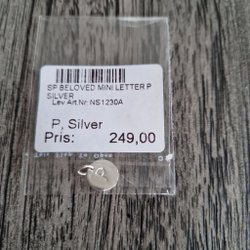 SP BELOVED MINI LETTER P
SILVER
Lev.Art.Nr: NS1230A
P, Silver
Pris: 249,00